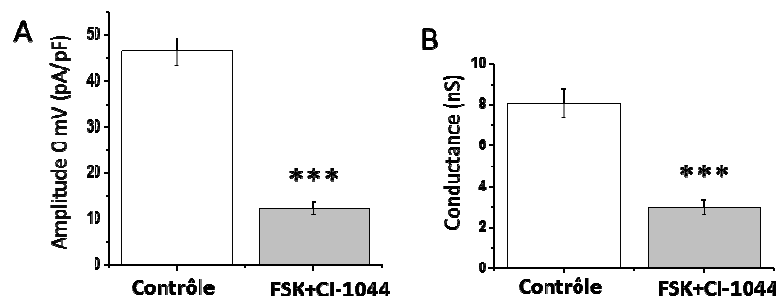 A
Amplitude 0 mV (pA/pF)
50
40
30
20
10
0
***
Contrôle
FSK+CI-1044
B
Conductance (nS)
10
8
6
4
2
0
***
Contrôle
FSK+CI-1044